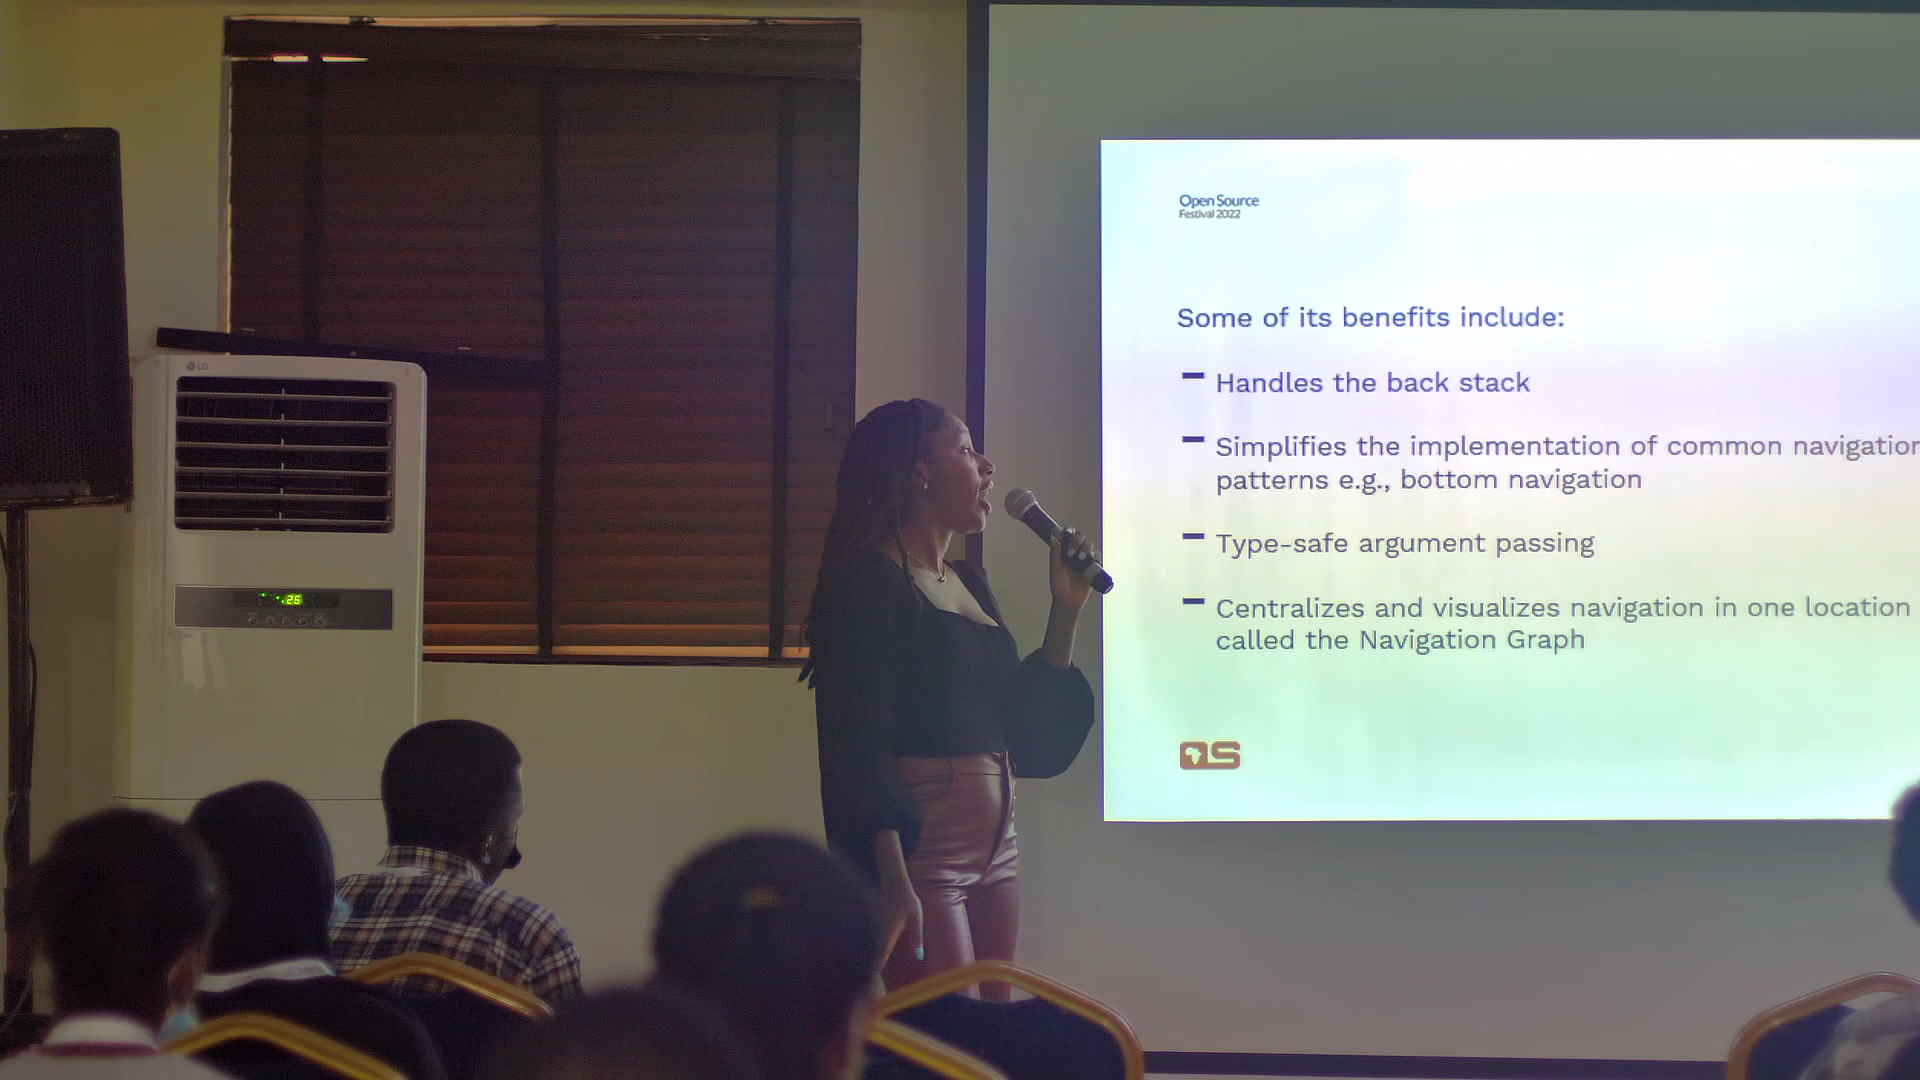 LG
26
Open Source
Festival 2022
Some of its benefits include:
Handles the back stack
Simplifies the implementation of common navigation
patterns e.g., bottom navigation
Type-safe argument passing
Centralizes and visualizes navigation in one location
called the Navigation Graph